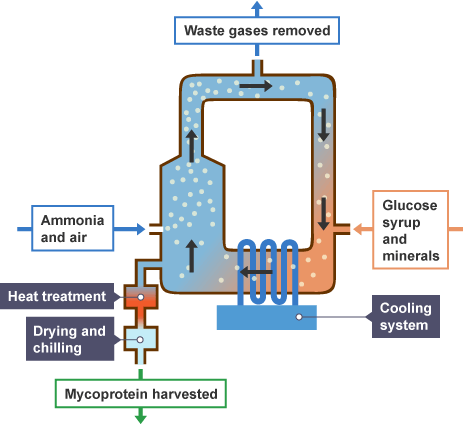 Waste gases removed
Ammonia
and air
Glucose
syrup
and
minerals
Heat treatment
Drying and
chilling
Cooling
system
Mycoprotein harvested